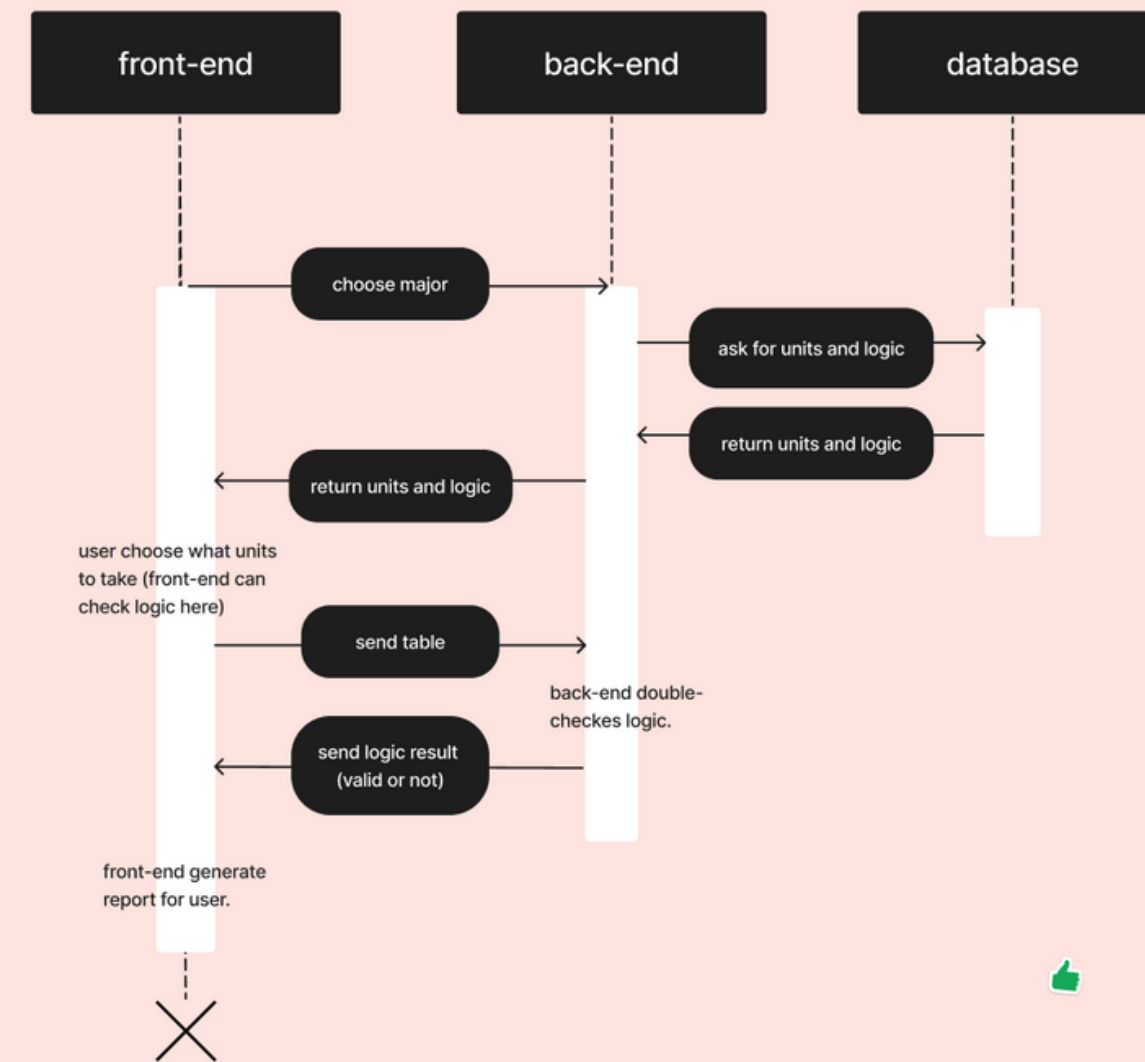 front-end
back-end
database
choose major
ask for units and logic
return units and logic
return units and logic
user choose what units
to take (front-end can
check logic here)
send table
back-end double-
checkes logic.
send logic result
(valid or not)
front-end generate
report for user.